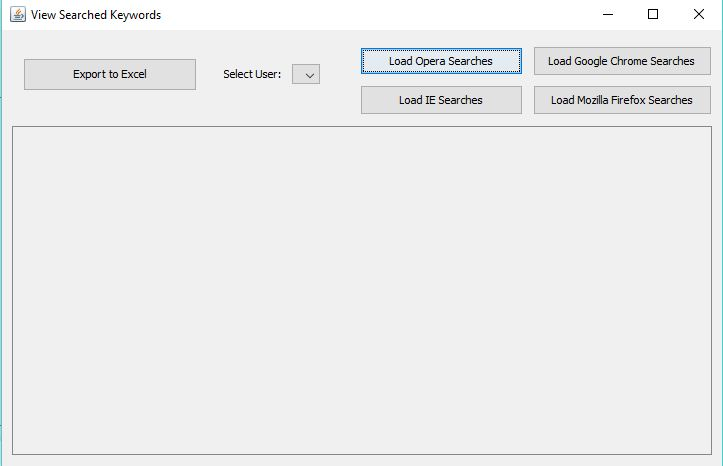 View Searched Keywords
Export to Excel
Select User:
Load Opera Searches
Load Google Chrome Searches
Load IE Searches
Load Mozilla Firefox Searches